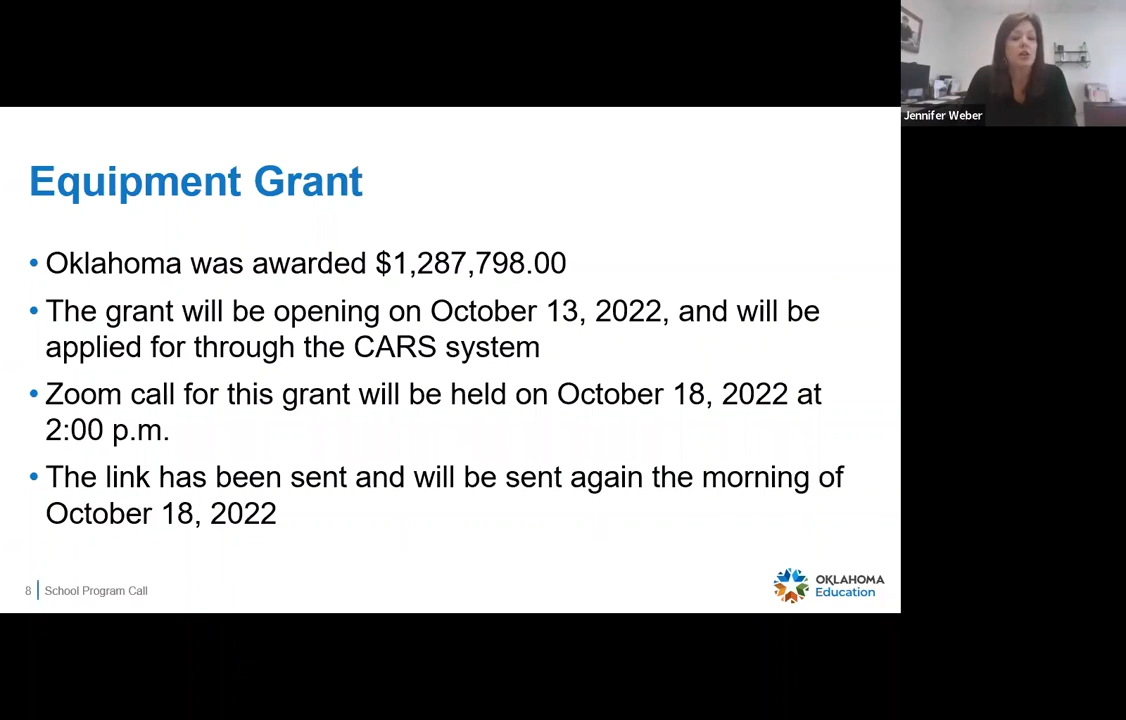 Jennifer Weber
Equipment Grant
• Oklahoma was awarded $1,287,798.00
• The grant will be opening on October 13, 2022, and will be
applied for through the CARS system
• Zoom call for this grant will be held on October 18, 2022 at
2:00 p.m.
• The link has been sent and will be sent again the morning of
October 18, 2022
8 | School Program Call
OKLAHOMA
Education